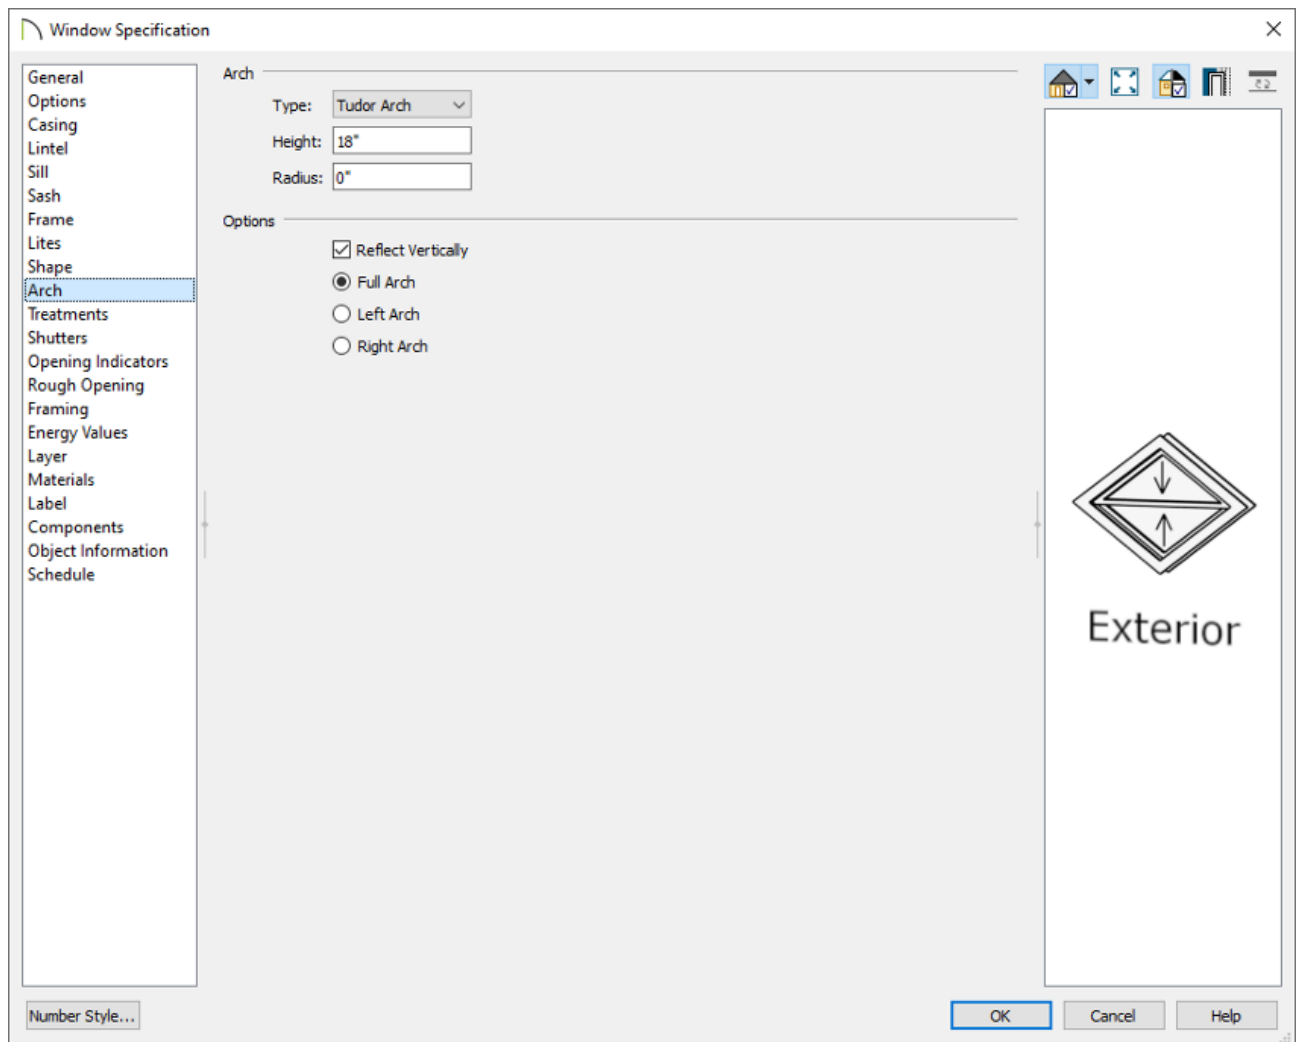 Window Specification
General
Options
Casing
Lintel
Sill
Sash
Frame
Lites
Shape
Arch
Treatments
Shutters
Opening Indicators
Rough Opening
Framing
Energy Values
Layer
Materials
Label
Components
Object Information
Schedule
Arch
Type: Tudor Arch
Height: 18"
Radius: 0"
Options
Reflect Vertically
Full Arch
Left Arch
Right Arch
Exterior
Number Style...
OK Cancel Help